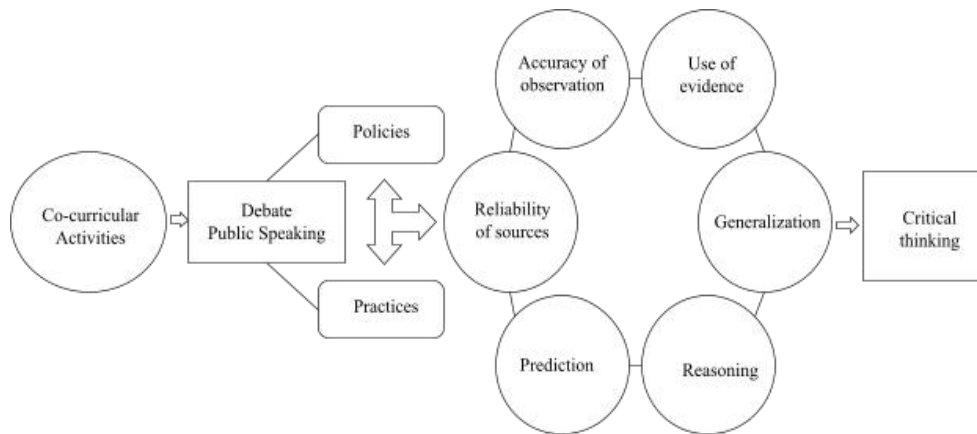 Co-curricular
Activities
Debate
Public Speaking
Policies
Practices
Reliability
of sources
Accuracy of
observation
Use of
evidence
Generalization
Prediction
Reasoning
Critical
thinking